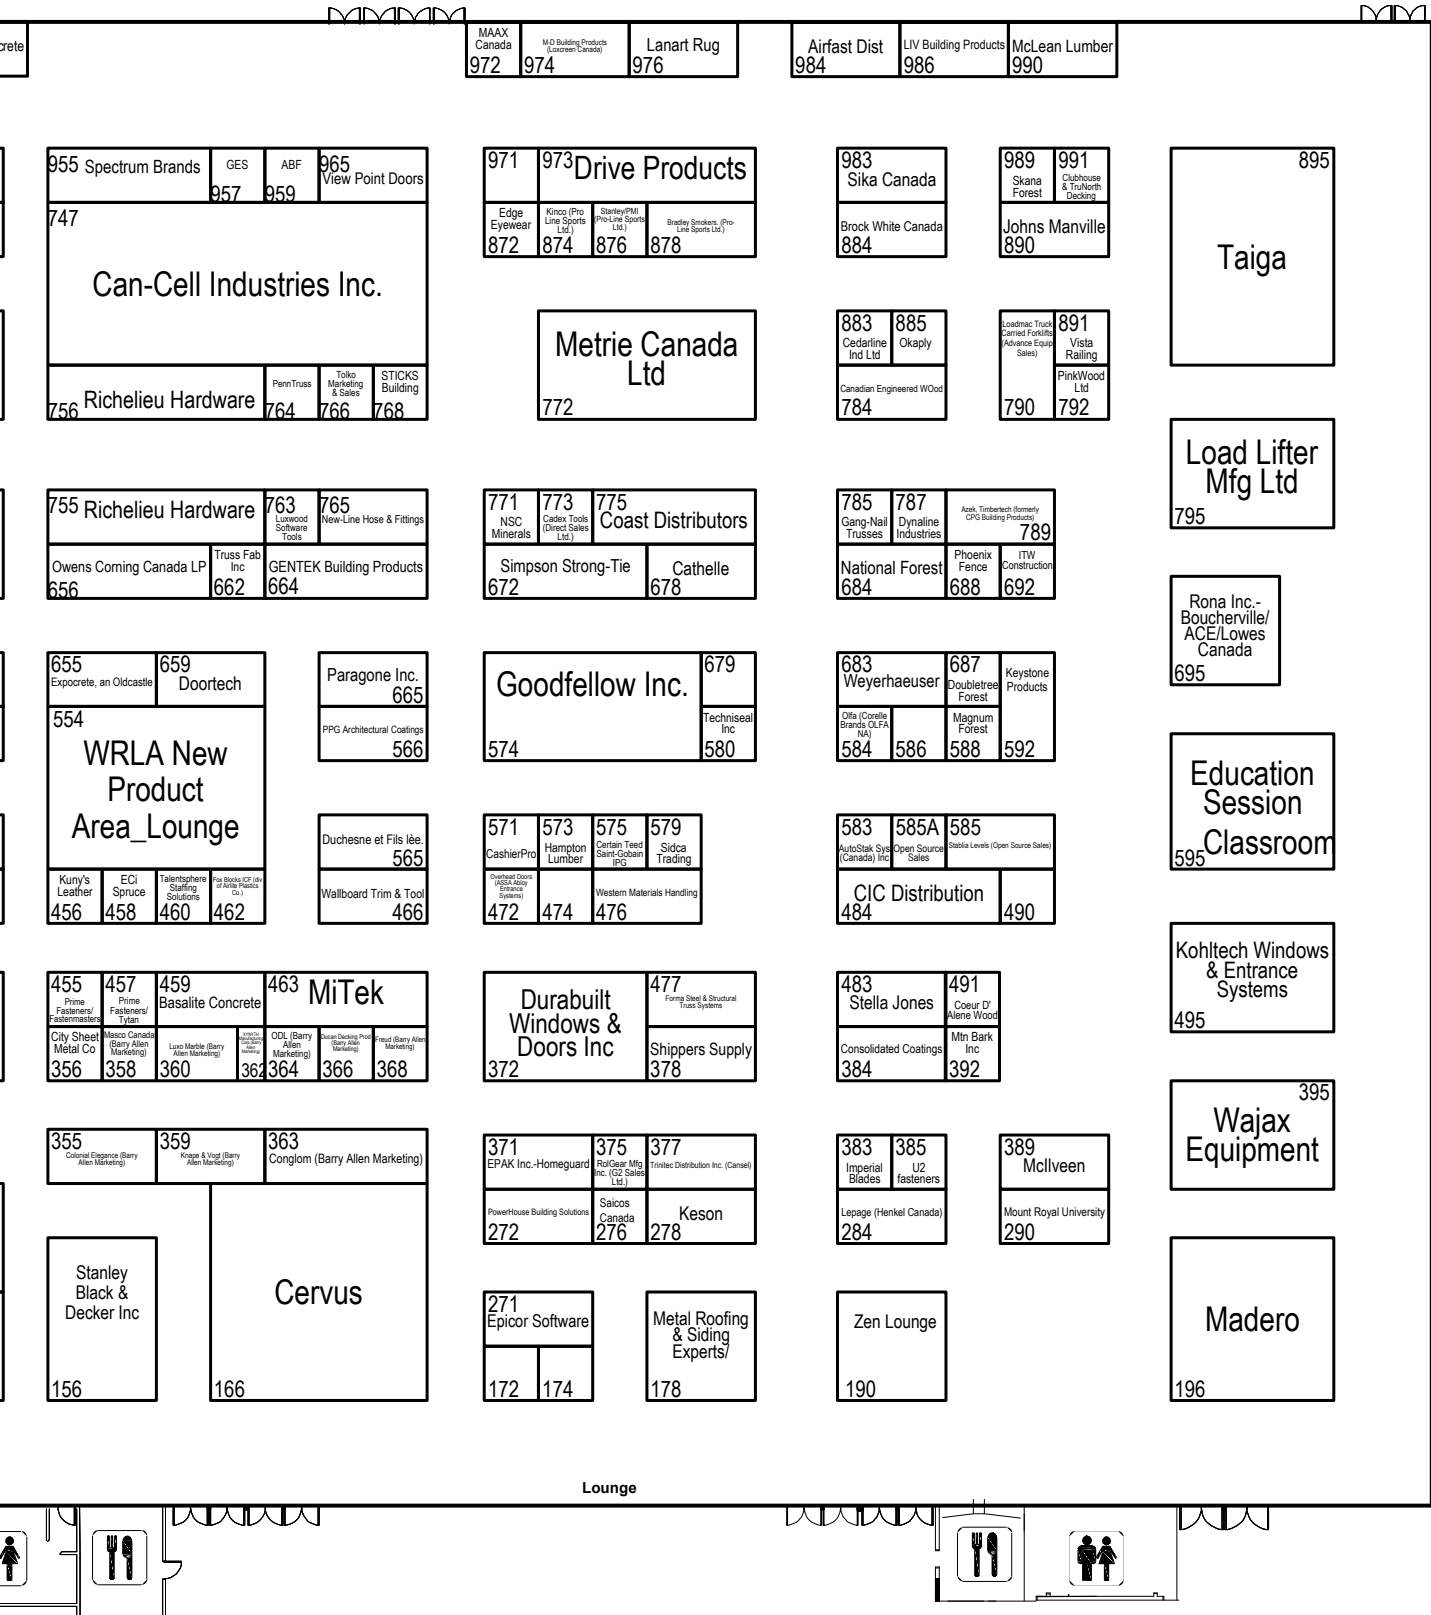 crete
MAAX
Canada
972
M-D Building Products
(Loxcreen Canada)
974
Lanart Rug
976
Airfast Dist
984
LIV Building Products
986
McLean Lumber
990
955 Spectrum Brands
GES
957
ABF
959
965
View Point Doors
971
973 Drive Products
983
Sika Canada
989
Skana
Forest
991
Clubhouse
& TruNorth
Decking
895
Taiga
747
Can-Cell Industries Inc.
Edge
Eyewear
872
Kinco (Pro
Line Sports
Ltd.)
874
Stanley/PMI
(Pro-Line Sports
Ltd.)
876
Bradley Smokers. (Pro-
Line Sports Ltd.)
878
Brock White Canada
884
Johns Manville
890
Metrie Canada
Ltd
772
883
Cedarline
Ind Ltd
885
Okaply
Loadmac Truck
Carried Forklifts
(Advance Equip
Sales)
790
891
Vista
Railing
756 Richelieu Hardware
PennTruss
764
Tolko
Marketing
& Sales
766
STICKS
Building
768
Canadian Engineered WOod
784
PinkWood
Ltd
792
Load Lifter
Mfg Ltd
795
755 Richelieu Hardware
763
Luxwood
Software
Tools
765
New-Line Hose & Fittings
771
NSC
Minerals
773
Cadex Tools
(Direct Sales
Ltd.)
775
Coast Distributors
785
Gang-Nail
Trusses
787
Dynaline
Industries
Azek, Timbertech (formerly
CPG Building Products)
789
Owens Corning Canada LP
656
Truss Fab
Inc
662
GENTEK Building Products
664
Simpson Strong-Tie
672
Cathelle
678
National Forest
684
Phoenix
Fence
688
ITW
Construction
692
Rona Inc.-
Boucherville/
ACE/Lowes
Canada
695
655
Expocrete, an Oldcastle
659
Doortech
Paragone Inc.
665
Goodfellow Inc.
574
679
683
Weyerhaeuser
687
Doubletree
Forest
Keystone
Products
592
554
WRLA New
Product
Area_Lounge
PPG Architectural Coatings
566
Techniseal
Inc
580
Olfa (Corelle
Brands OLFA
NA)
584
586
Magnum
Forest
588
Education
Session
Classroom
595
Duchesne et Fils lèe.
565
571
CashierPro
573
Hampton
Lumber
575
Certain Teed
Saint-Gobain
IPG
579
Sidca
Trading
583
AutoStak Sys
(Canada) Inc
585A
Open Source
Sales
585
Stablia Levels (Open Source Sales)
Kuny's
Leather
456
ECi
Spruce
458
Talentsphere
Staffing
Solutions
460
Fox Blocks ICF (div
of Airlite Plastics
Co.)
462
Wallboard Trim & Tool
466
Overhead Doors
(ASSA Abloy
Entrance
Systems)
472
474
Western Materials Handling
476
CIC Distribution
484
490
Kohltech Windows
& Entrance
Systems
495
455
Prime
Fasteners/
Fastenmasters
457
Prime
Fasteners/
Tytan
459
Basalite Concrete
463 MiTek
Durabuilt
Windows &
Doors Inc
372
477
Forma Steel & Structural
Truss Systems
483
Stella Jones
491
Coeur D'
Alene Wood
City Sheet
Metal Co
356
Masco Canada
(Barry Allen
Marketing)
358
Luxo Marble (Barry
Allen Marketing)
360
362
ODL (Barry
Allen
Marketing)
364
Ducan Decking Prod
(Barry Allen
Marketing)
366
Freud (Barry Allen
Marketing)
368
Shippers Supply
378
Consolidated Coatings
384
Mtn Bark
Inc
392
395
Wajax
Equipment
355
Colonial Elegance (Barry
Allen Marketing)
359
Knape & Vogt (Barry
Allen Marketing)
363
Conglom (Barry Allen Marketing)
371
EPAK Inc.-Homeguard
375
RolGear Mfg
Inc. (G2 Sales
Ltd.)
377
Trinitec Distribution Inc. (Cansel)
383
Imperial
Blades
385
U2
fasteners
389
McIlveen
PowerHouse Building Solutions
272
Saicos
Canada
276
Keson
278
Lepage (Henkel Canada)
284
Mount Royal University
290
Stanley
Black &
Decker Inc
156
Cervus
166
271
Epicor Software
172
174
Metal Roofing
& Siding
Experts/
178
Zen Lounge
190
Madero
196
Lounge